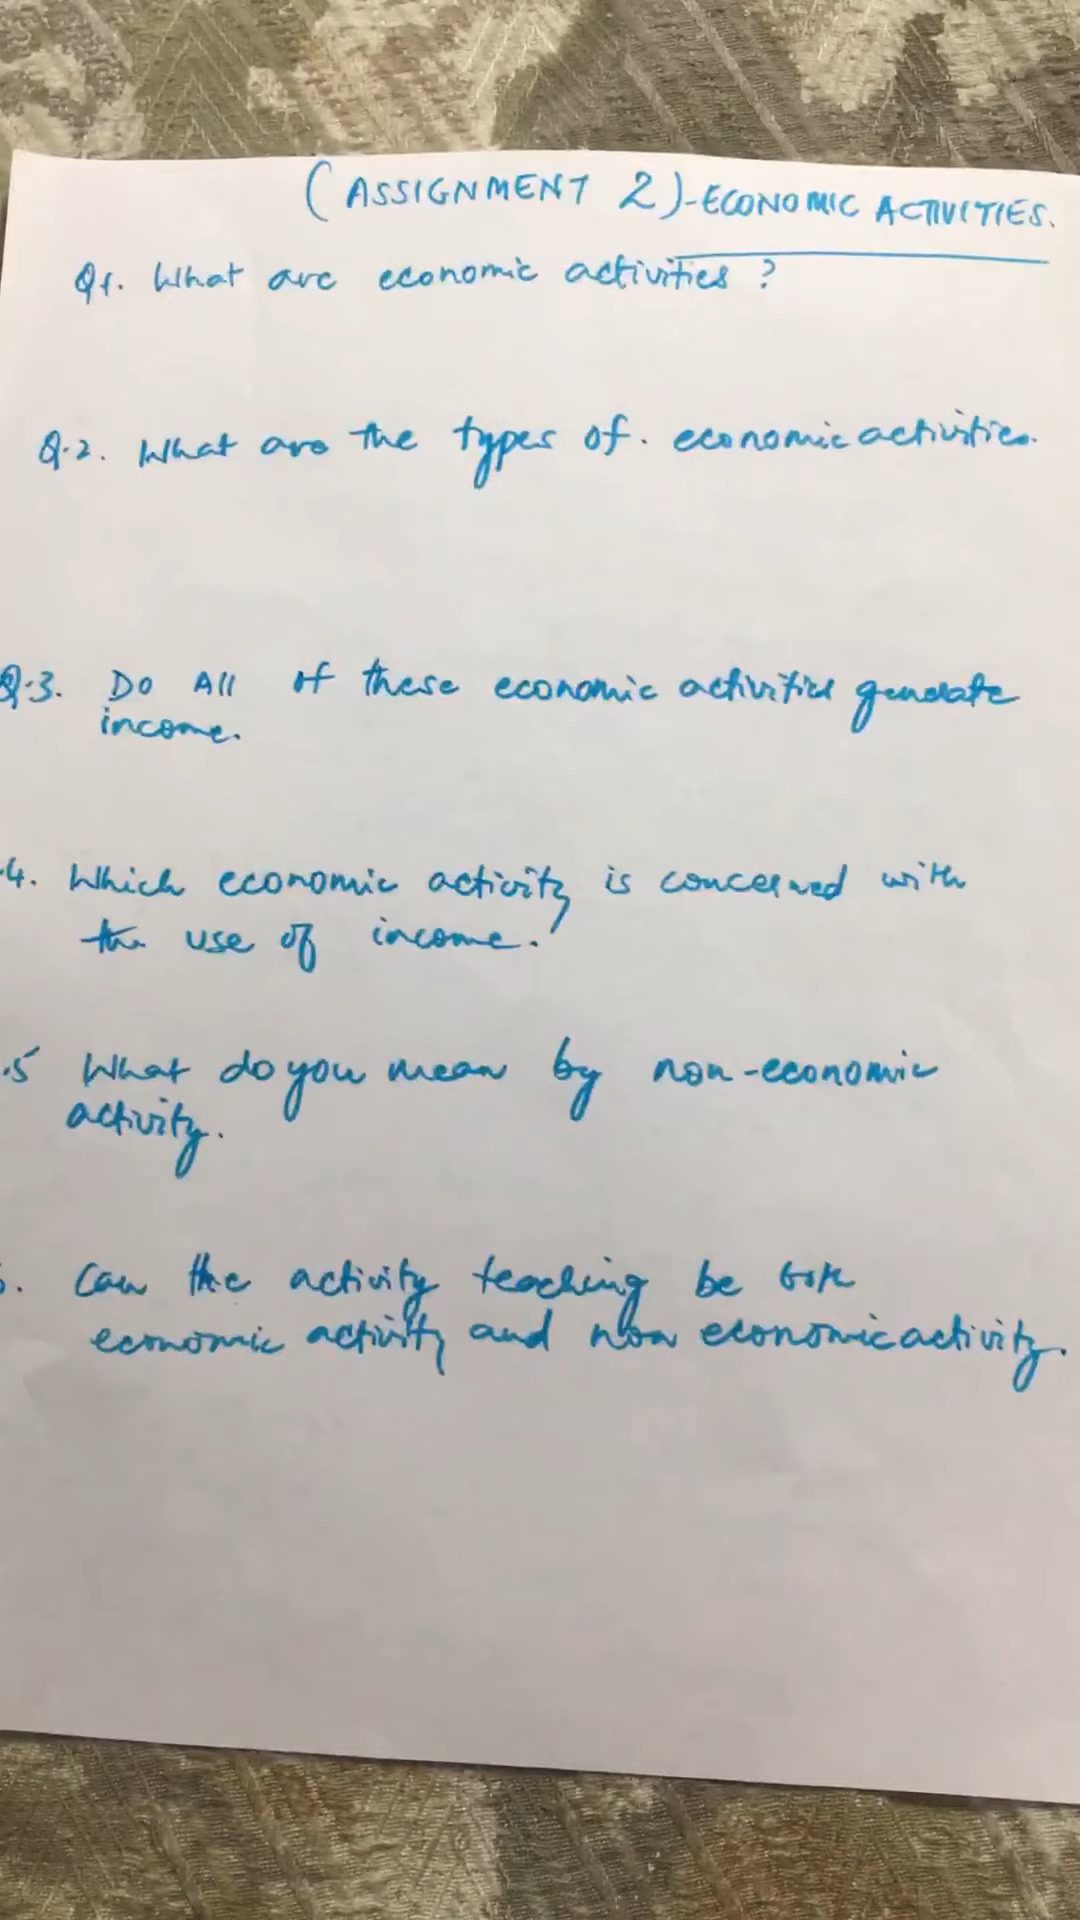 (ASSIGNMENT 2)-ECONOMIC ACTIVITIES.
Q1. What are economic activities ?
Q.2. What are the types of. economic activities.
Q.3. DO All of these economic activities generate
income.
.4. Which economic activity is concerned with
the use of income.
.5 What do you mean by non-economic
activity.
. Can the activity teaching be both
economic activity and non economic activity.